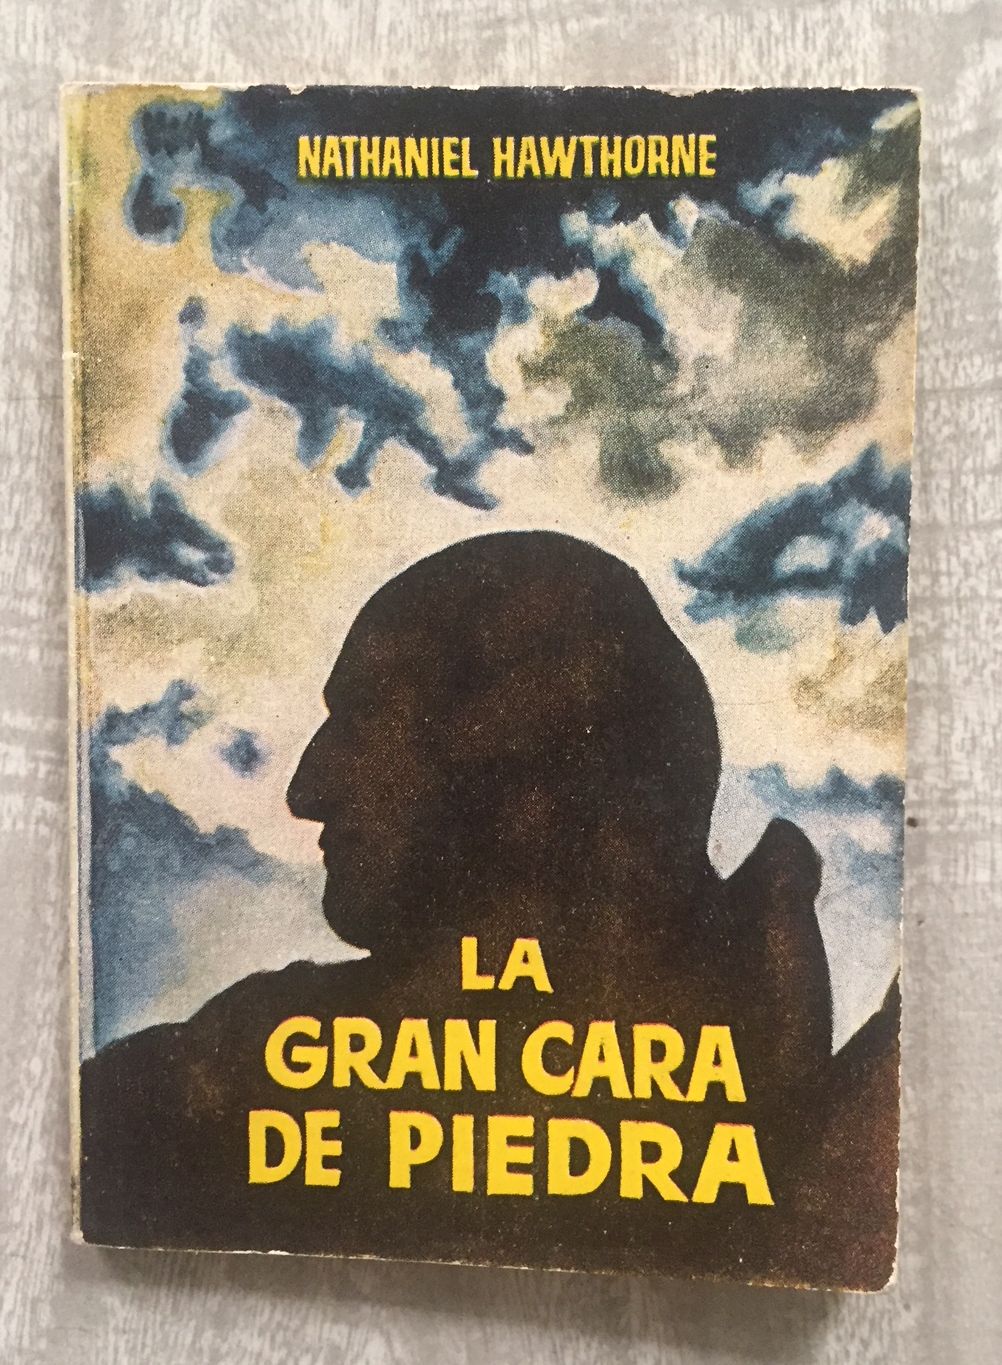 NATHANIEL HAWTHORNE
LA
GRAN CARA
DE PIEDRA